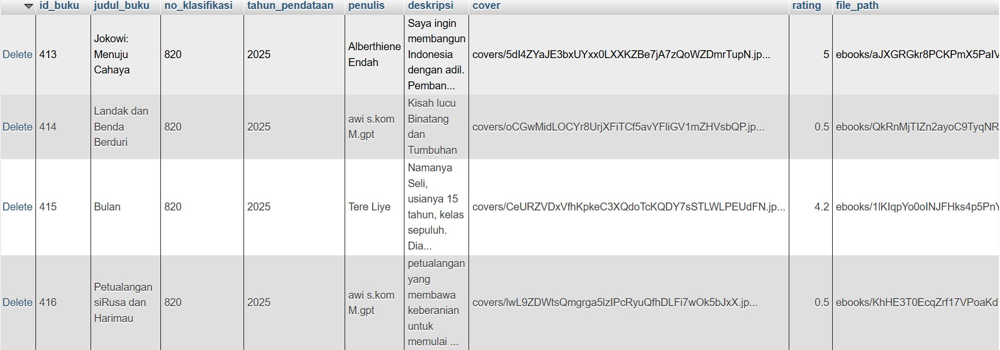 id_buku judul_buku no_klasifikasi tahun_pendataan penulis deskripsi cover rating file_path
Delete 413 Jokowi: Menuju Cahaya 820 2025 Alberthiene Endah Saya ingin membangun Indonesia dengan adil. Pemban... covers/5dI4ZYaJE3bxUYxx0LXXKZBe7jA7zQoWZDmrTupN.jp... 5 ebooks/aJXGRGkr8PCKPmX5PaIV
Delete 414 Landak dan Benda Berduri 820 2025 awi s.kom M.gpt Kisah lucu Binatang dan Tumbuhan covers/oCGwMidLOCYr8UrjXFiTCf5avYFliGV1mZHVsbQP.jp... 0.5 ebooks/QkRnMjTIZn2ayoC9TyqNR
Delete 415 Bulan 820 2025 Tere Liye Namanya Seli, usianya 15 tahun, kelas sepuluh. Dia... covers/CeURZVDxVfhKpkeC3XQdoTcKQDY7sSTLWLPEUdFN.jp... 4.2 ebooks/1lKIqpYo0oINJFHks4p5PnY
Delete 416 Petualangan siRusa dan Harimau 820 2025 awi s.kom M.gpt petualangan yang membawa keberanian untuk memulai ... covers/lwL9ZDWtsQmgrga5lzIPcRyuQfhDLFi7wOk5bJxX.jp... 0.5 ebooks/KhHE3T0EcqZrf17VPoaKd